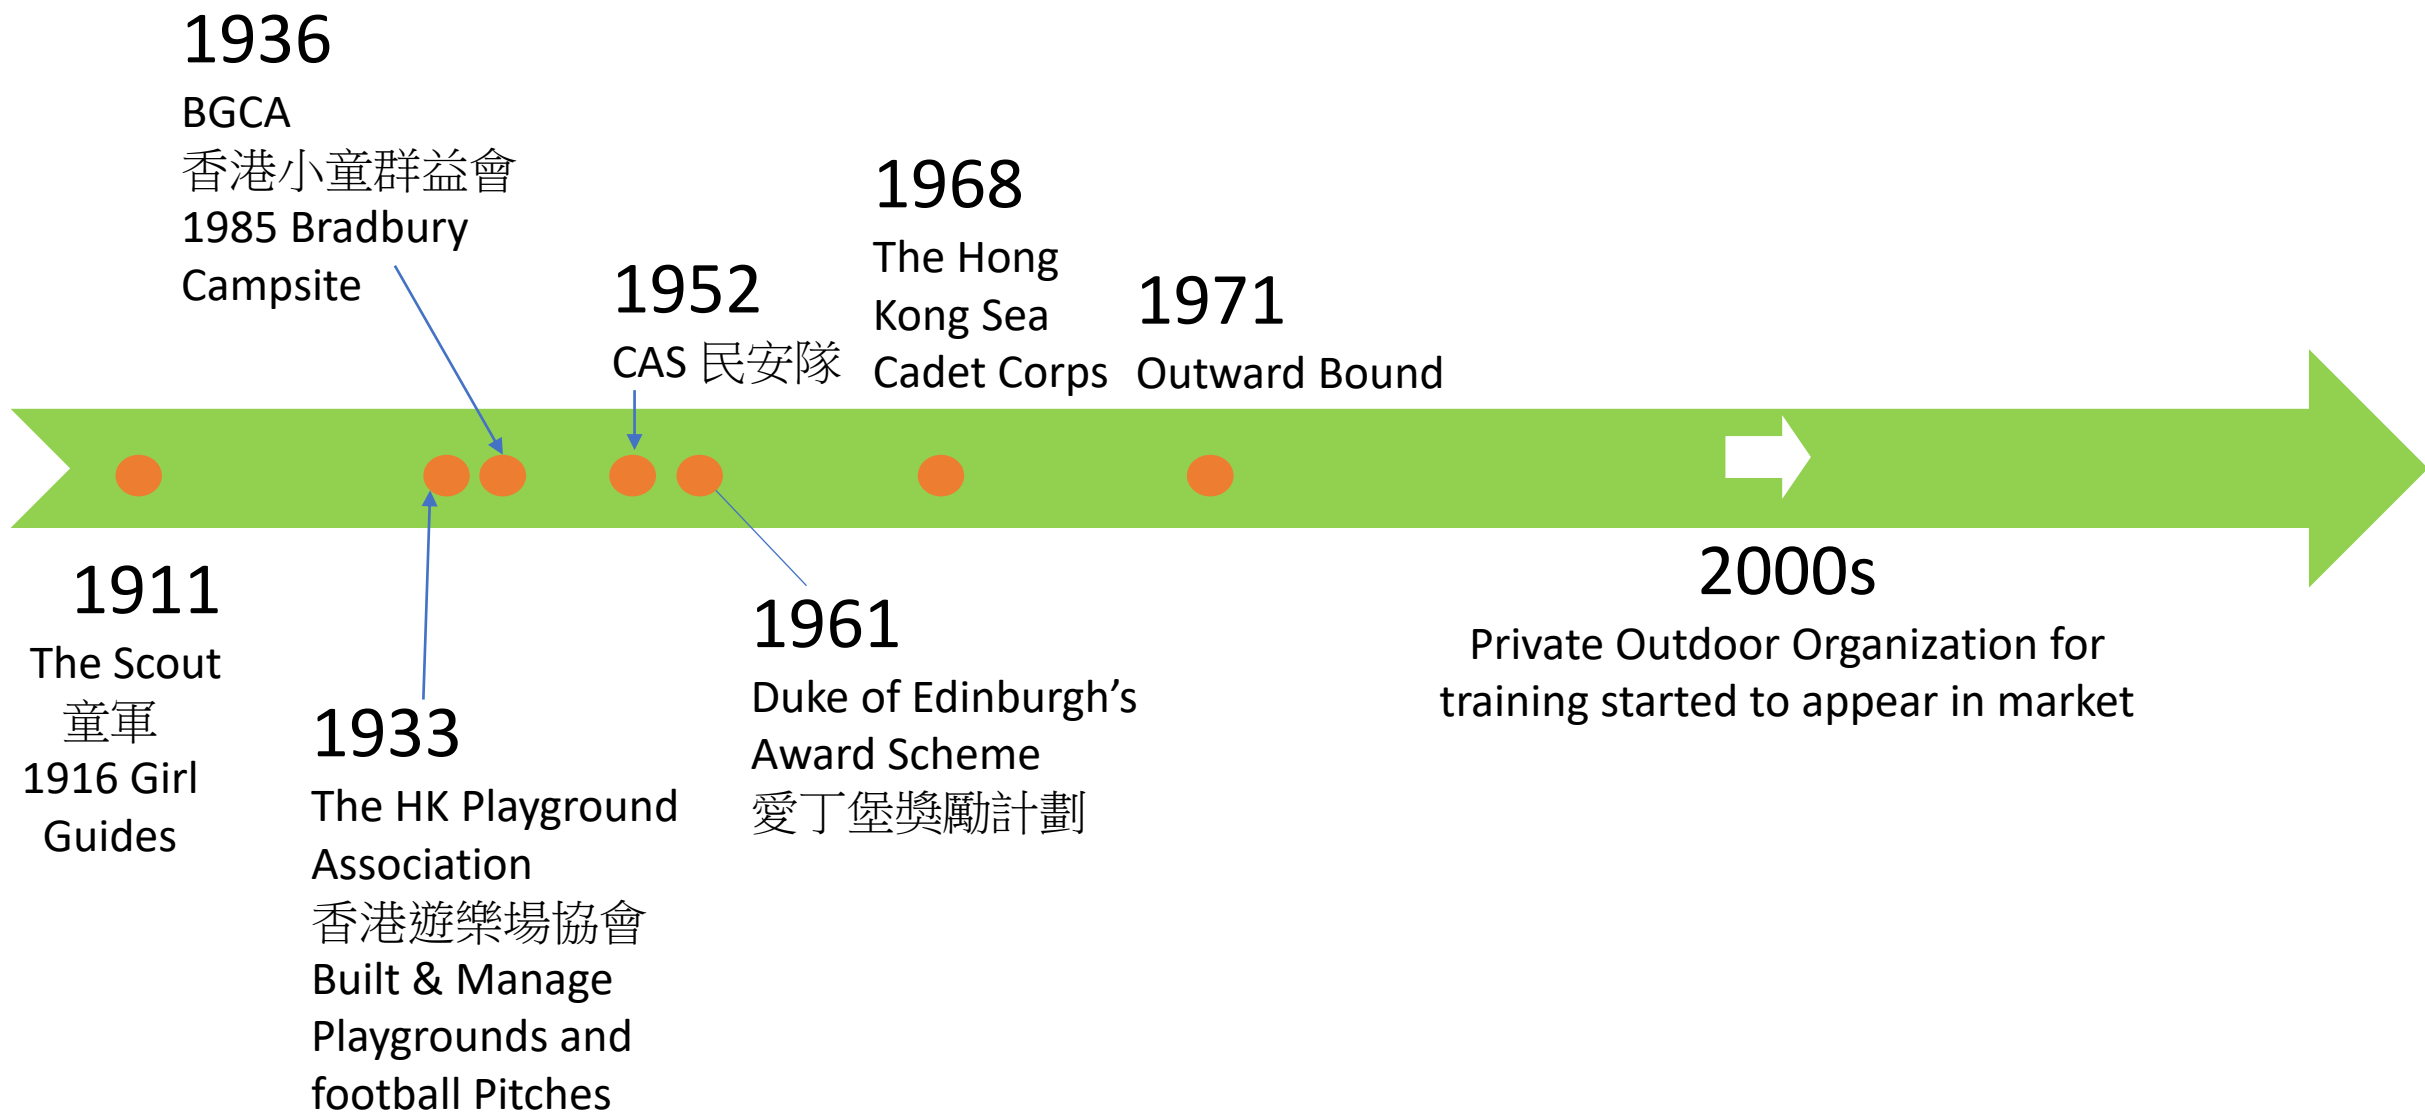 1936
BGCA
香港小童群益會
1985 Bradbury
Campsite
1952
CAS 民安隊
1968
The Hong
Kong Sea
Cadet Corps
1971
Outward Bound
1911
The Scout
童軍
1916 Girl
Guides
1933
The HK Playground
Association
香港遊樂場協會
Built & Manage
Playgrounds and
football Pitches
1961
Duke of Edinburgh’s
Award Scheme
愛丁堡獎勵計劃
2000s
Private Outdoor Organization for
training started to appear in market